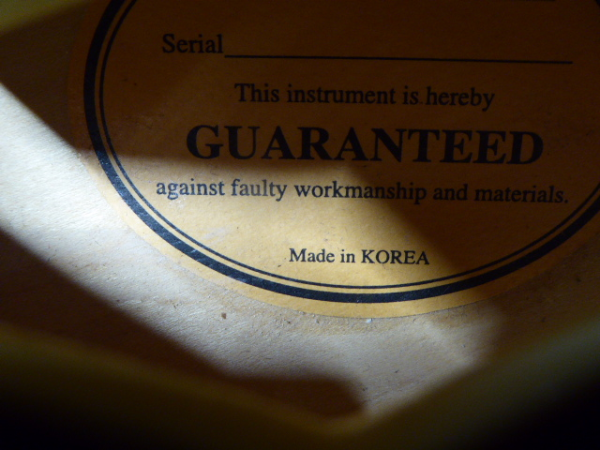 Serial
This instrument is hereby
GUARANTEED
against faulty workmanship and materials.
Made in KOREA